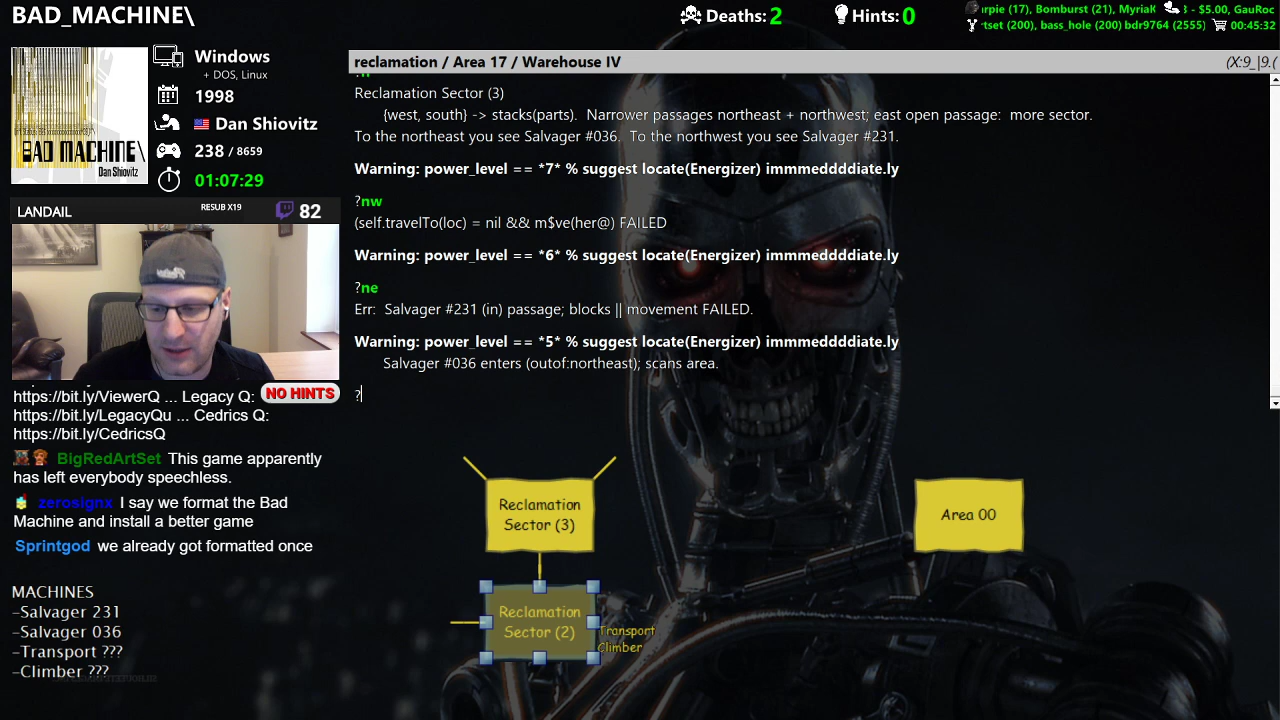 BAD_MACHINE\
Deaths: 2
Hints: 0
arpie (17), Bomburst (21), MyriaK
3 - $5.00, GauRoc
tset (200), bass_hole (200) bdr9764 (2555)
00:45:32
Windows
+ DOS, Linux
1998
Dan Shiovitz
238 / 8659
01:07:29
BAD MACHINE\
Dan Shiovitz
LANDAIL
RESUB X19
82
reclamation / Area 17 / Warehouse IV
(X:9_|9.(
Reclamation Sector (3)
{west, south} -> stacks(parts). Narrower passages northeast + northwest; east open passage: more sector.
To the northeast you see Salvager #036. To the northwest you see Salvager #231.
Warning: power_level == *7* % suggest locate(Energizer) immmeddddiate.ly
?nw
(self.travelTo(loc) = nil && m$ve(her@) FAILED
Warning: power_level == *6* % suggest locate(Energizer) immmeddddiate.ly
?ne
Err: Salvager #231 (in) passage; blocks || movement FAILED.
Warning: power_level == *5* % suggest locate(Energizer) immmeddddiate.ly
Salvager #036 enters (outof:northeast); scans area.
?
https://bit.ly/ViewerQ ... Legacy Q:
NO HINTS
https://bit.ly/LegacyQu ... Cedrics Q:
https://bit.ly/CedricsQ
BigRedArtSet This game apparently
has left everybody speechless.
zerosignx I say we format the Bad
Machine and install a better game
Sprintgod we already got formatted once
MACHINES
-Salvager 231
-Salvager 036
-Transport ???
-Climber ???
Reclamation
Sector (3)
Area 00
Reclamation
Sector (2)
Transport
Climber